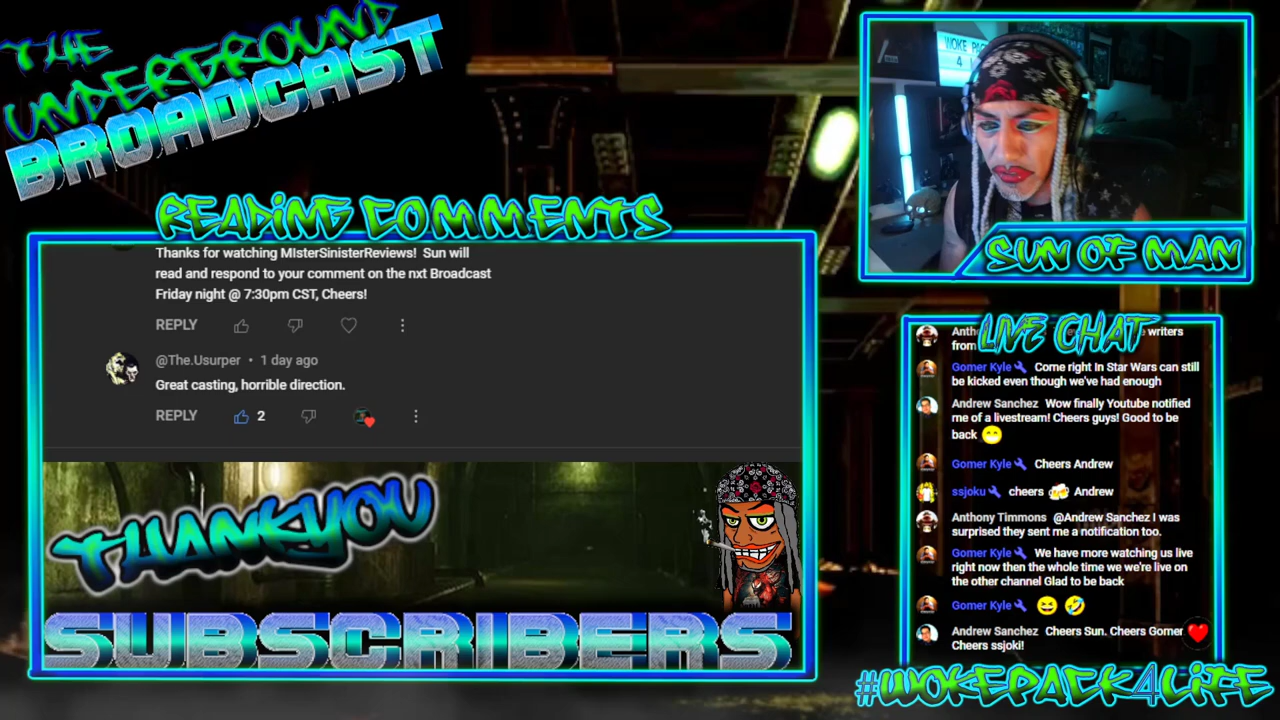 THE
UNDERGROUND
BROADCAST
READING COMMENTS
Thanks for watching MIsterSinisterReviews! Sun will
read and respond to your comment on the nxt Broadcast
Friday night @ 7:30pm CST, Cheers!
REPLY
@The.Usurper • 1 day ago
Great casting, horrible direction.
REPLY 2
THANKYOU
SUBSCRIBERS
WOKE PAC
4
SUN OF MAN
LIVE CHAT
writers
from
Gomer Kyle Come right In Star Wars can still
be kicked even though we've had enough
Andrew Sanchez Wow finally Youtube notified
me of a livestream! Cheers guys! Good to be
back 😁
Gomer Kyle Cheers Andrew
ssjoku cheers 🍻 Andrew
Anthony Timmons @Andrew Sanchez I was
surprised they sent me a notification too.
Gomer Kyle We have more watching us live
right now then the whole time we we're live on
the other channel Glad to be back
Gomer Kyle 😆 🤣
Andrew Sanchez Cheers Sun. Cheers Gomer
Cheers ssjoki!
#WOKEPACK4LIFE